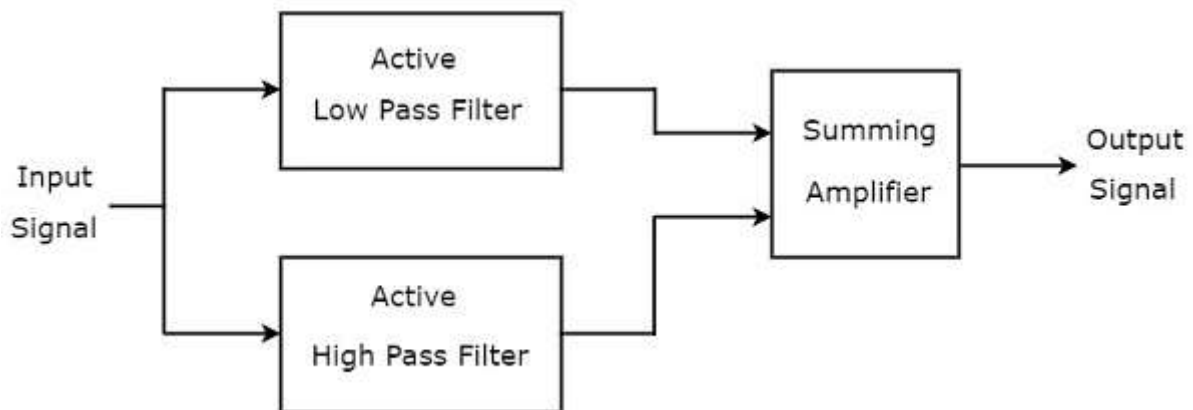 Input
Signal
Active
Low Pass Filter
Active
High Pass Filter
Summing
Amplifier
Output
Signal